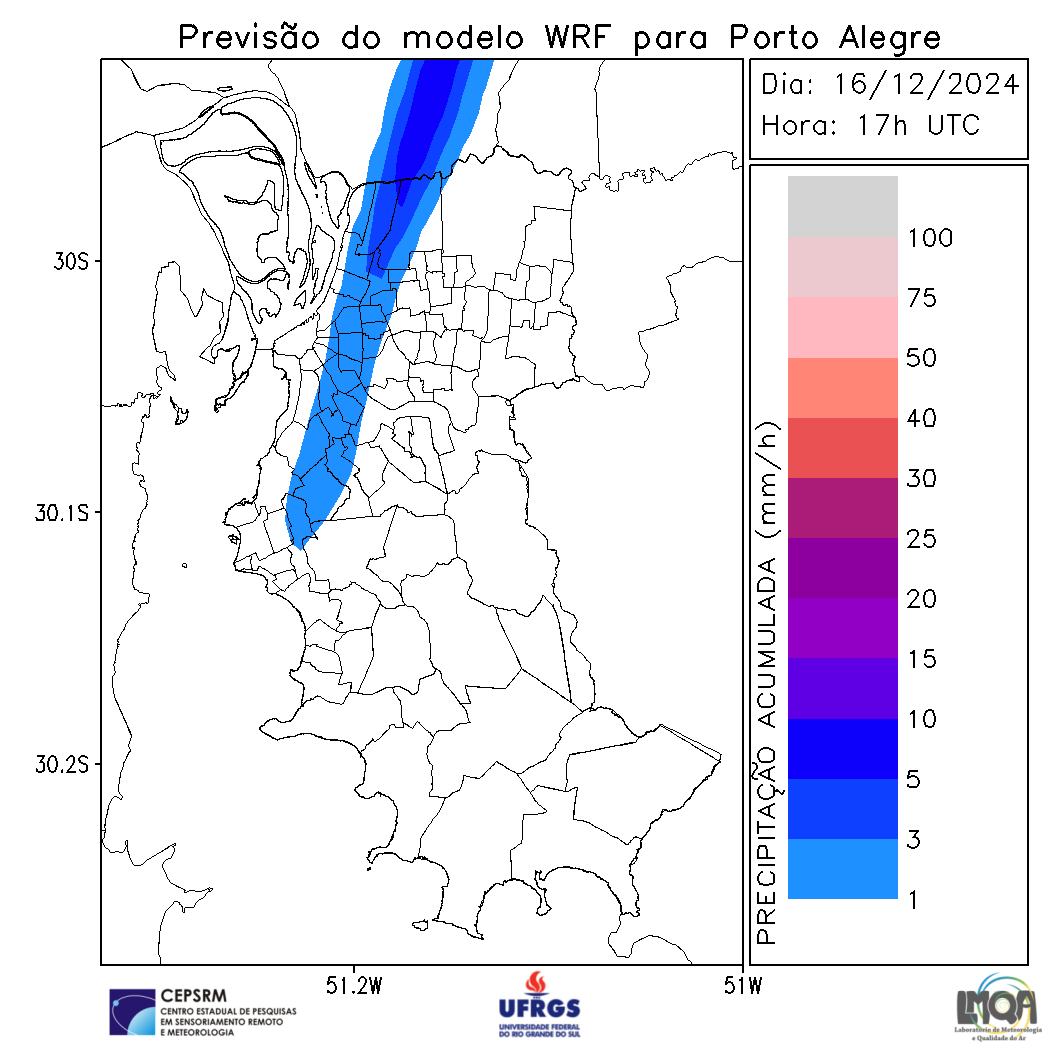 Previsão do modelo WRF para Porto Alegre
Dia: 16/12/2024
Hora: 17h UTC
30S
30.1S
30.2S
51.2W
51W
PRECIPITAÇÃO ACUMULADA (mm/h)
100
75
50
40
30
25
20
15
10
5
3
1
CEPSRM
CENTRO ESTADUAL DE PESQUISAS
EM SENSORIAMENTO REMOTO
E METEOROLOGIA
UFRGS
UNIVERSIDADE FEDERAL
DO RIO GRANDE DO SUL
LMQA
Laboratório de Meteorologia
e Qualidade do Ar